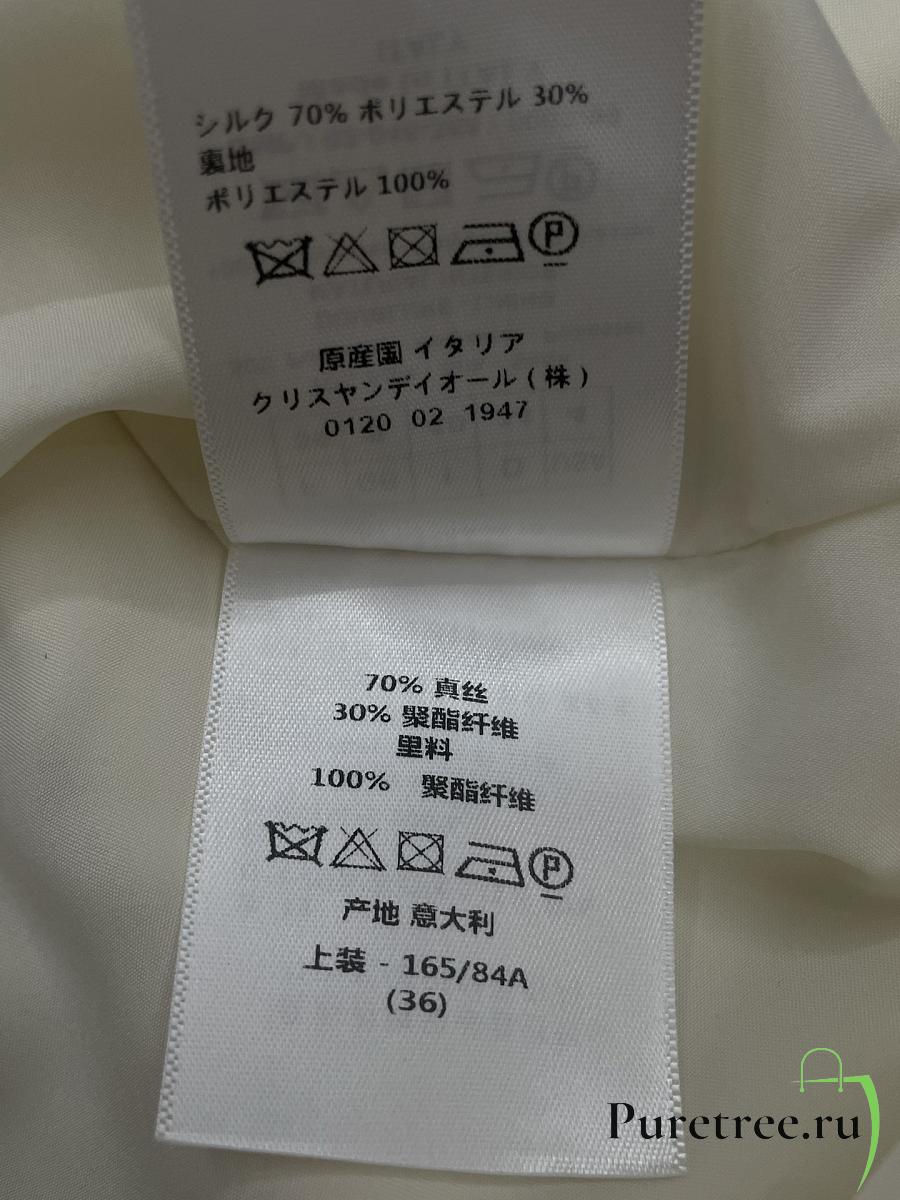 シルク 70% ポリエステル 30%
裏地
ポリエステル 100%
P
原産国 イタリア
クリスヤンデイオール (株)
0120 02 1947
70% 真丝
30% 聚酯纤维
里料
100% 聚酯纤维
P
产地 意大利
上装 - 165/84A
(36)
Puretree.ru